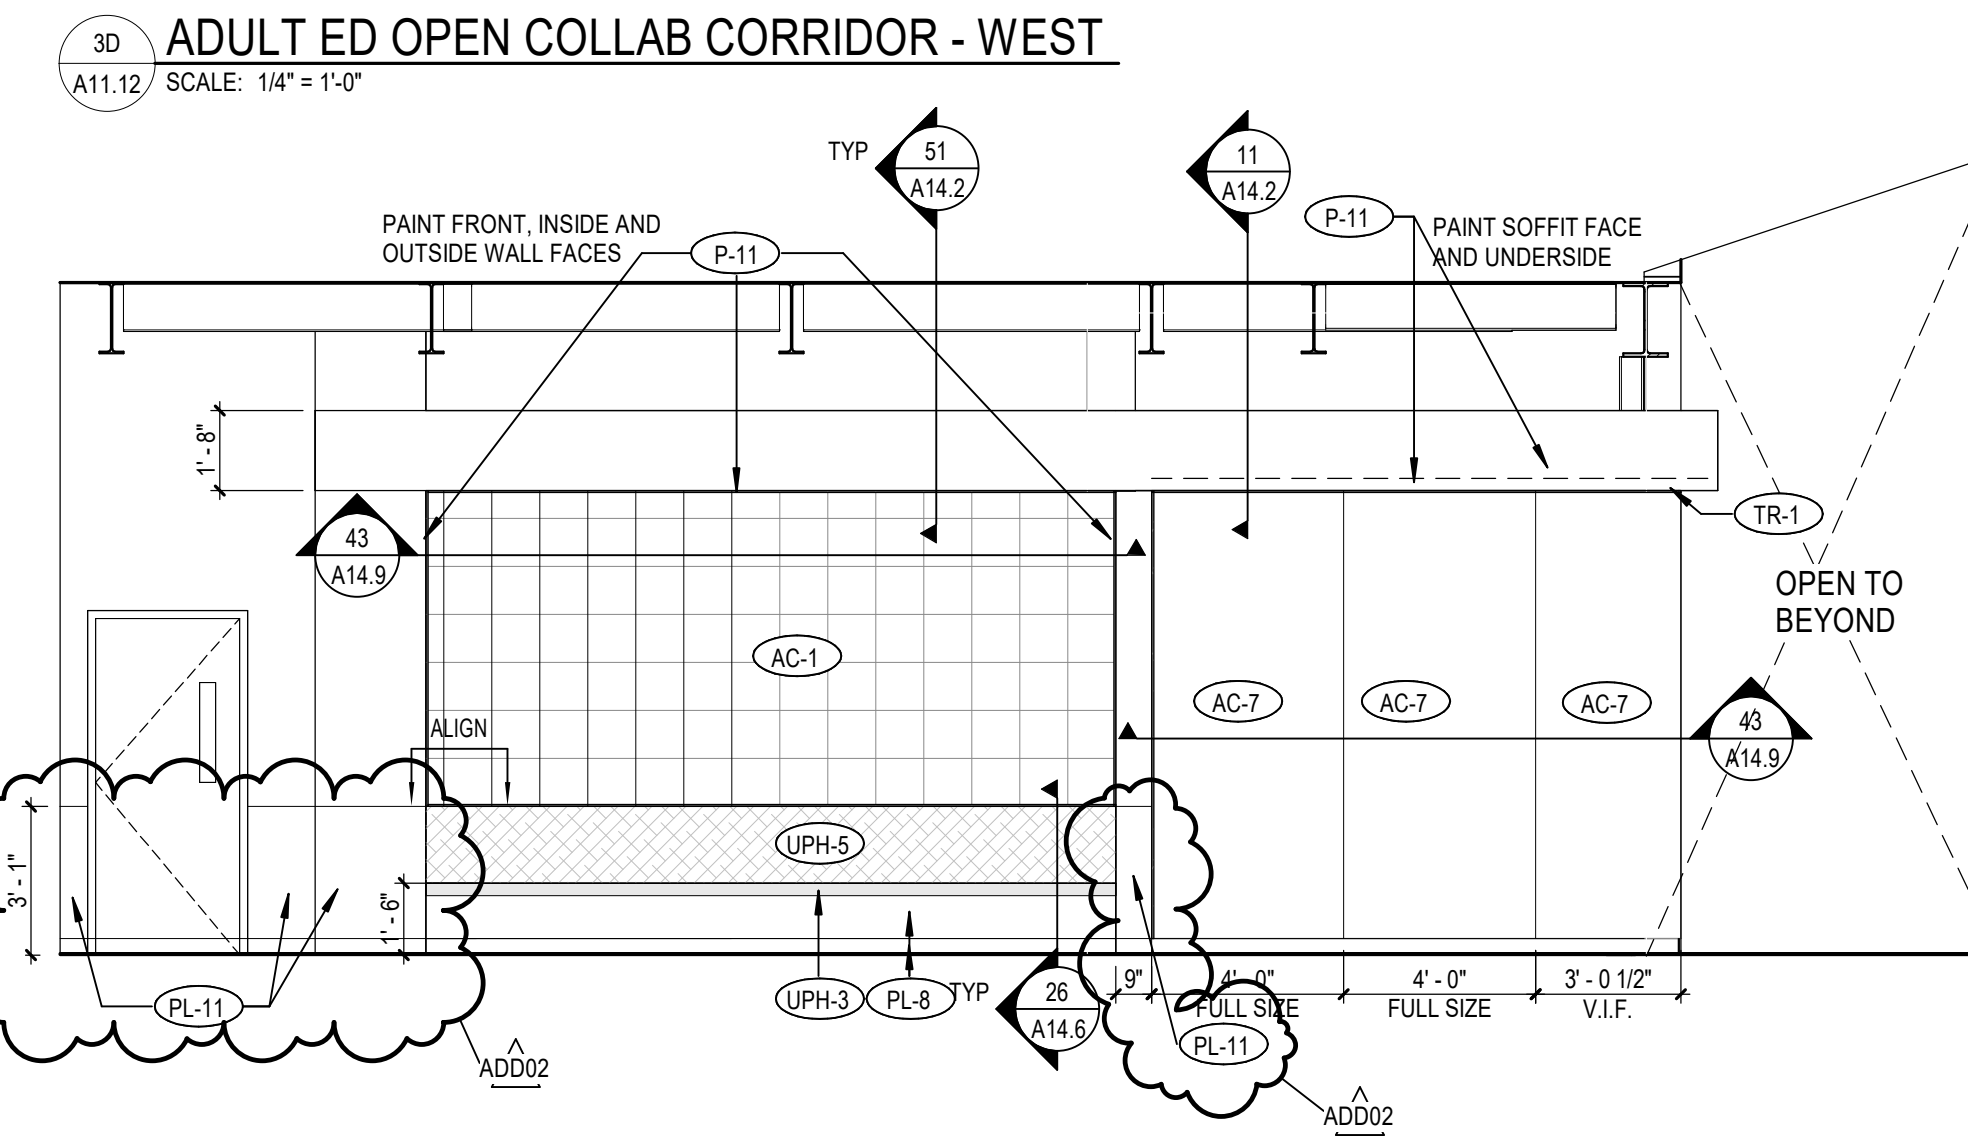 3D
A11.12
ADULT ED OPEN COLLAB CORRIDOR - WEST
SCALE: 1/4" = 1'-0"
TYP
51
A14.2
11
A14.2
PAINT FRONT, INSIDE AND
OUTSIDE WALL FACES
P-11
P-11
PAINT SOFFIT FACE
AND UNDERSIDE
1' - 8"
43
A14.9
TR-1
OPEN TO
BEYOND
AC-1
AC-7
AC-7
AC-7
43
A14.9
ALIGN
UPH-5
3' - 1"
1' - 6"
PL-11
UPH-3
PL-8
TYP
26
A14.6
9"
4' - 0"
FULL SIZE
4' - 0"
FULL SIZE
3' - 0 1/2"
V.I.F.
PL-11
ADD02
ADD02